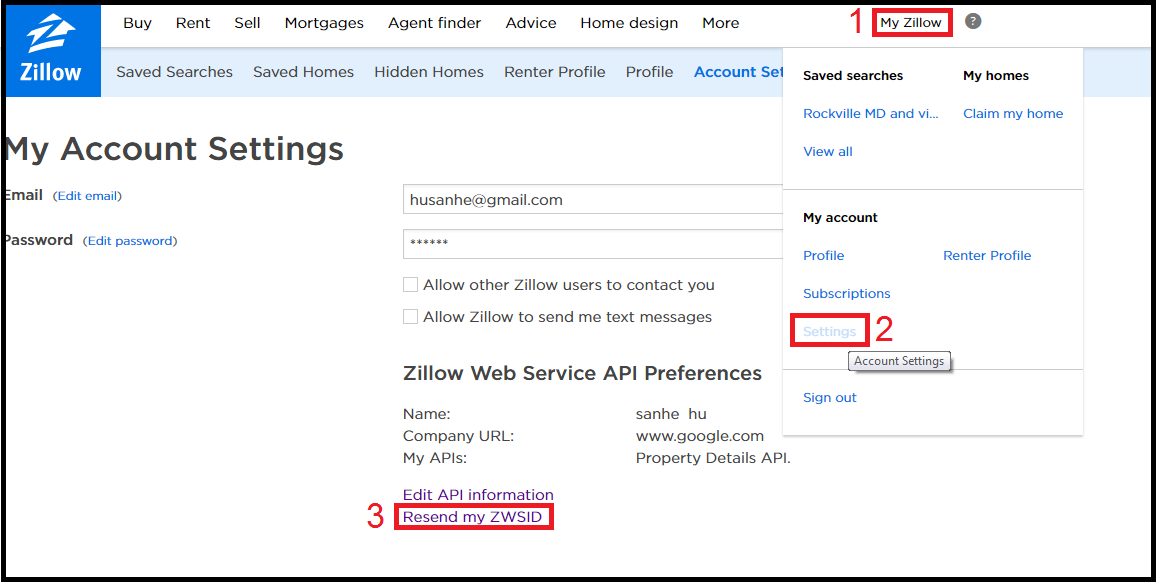 Buy Rent Sell Mortgages Agent finder Advice Home design More 1 My Zillow ?
Zillow
Saved Searches Saved Homes Hidden Homes Renter Profile Profile Account Set
Saved searches My homes
Rockville MD and vi... Claim my home
View all
My Account Settings
Email (Edit email) husanhe@gmail.com
Password (Edit password) ******
My account
Profile Renter Profile
Subscriptions
Settings 2
Account Settings
Sign out
Allow other Zillow users to contact you
Allow Zillow to send me text messages
Zillow Web Service API Preferences
Name: sanhe hu
Company URL: www.google.com
My APIs: Property Details API.
Edit API information
3 Resend my ZWSID